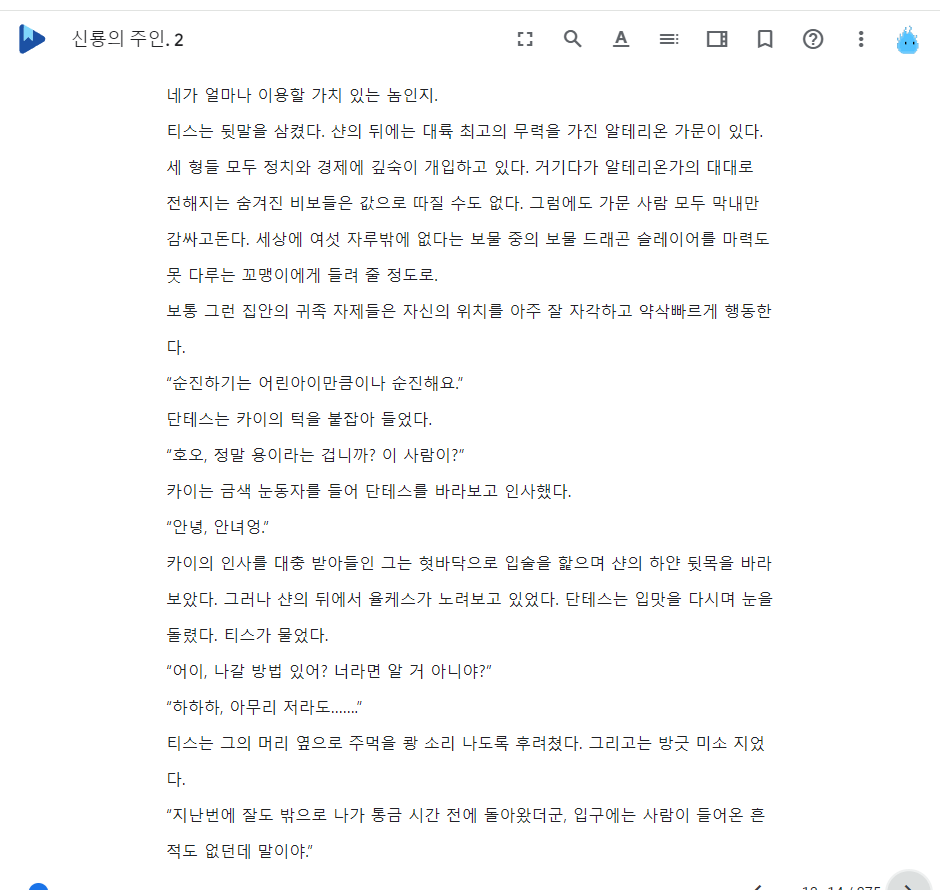 신룡의 주인. 2
네가 얼마나 이용할 가치 있는 놈인지.
티스는 뒷말을 삼켰다. 샨의 뒤에는 대륙 최고의 무력을 가진 알테리온 가문이 있다.
세 형들 모두 정치와 경제에 깊숙이 개입하고 있다. 거기다가 알테리온가의 대대로
전해지는 숨겨진 비보들은 값으로 따질 수도 없다. 그럼에도 가문 사람 모두 막내만
감싸고돈다. 세상에 여섯 자루밖에 없다는 보물 중의 보물 드래곤 슬레이어를 마력도
못 다루는 꼬맹이에게 들려 줄 정도로.
보통 그런 집안의 귀족 자제들은 자신의 위치를 아주 잘 자각하고 약삭빠르게 행동한
다.
“순진하기는 어린아이만큼이나 순진해요.”
단테스는 카이의 턱을 붙잡아 들었다.
“호오, 정말 용이라는 겁니까? 이 사람이?”
카이는 금색 눈동자를 들어 단테스를 바라보고 인사했다.
“안녕, 안녀엉.”
카이의 인사를 대충 받아들인 그는 혓바닥으로 입술을 핥으며 샨의 하얀 뒷목을 바라
보았다. 그러나 샨의 뒤에서 율케스가 노려보고 있었다. 단테스는 입맛을 다시며 눈을
돌렸다. 티스가 물었다.
“어이, 나갈 방법 있어? 너라면 알 거 아니야?”
“하하하, 아무리 저라도…….”
티스는 그의 머리 옆으로 주먹을 쾅 소리 나도록 후려쳤다. 그리고는 방긋 미소 지었
다.
“지난번에 잘도 밖으로 나가 통금 시간 전에 돌아왔더군, 입구에는 사람이 들어온 흔
적도 없던데 말이야.”